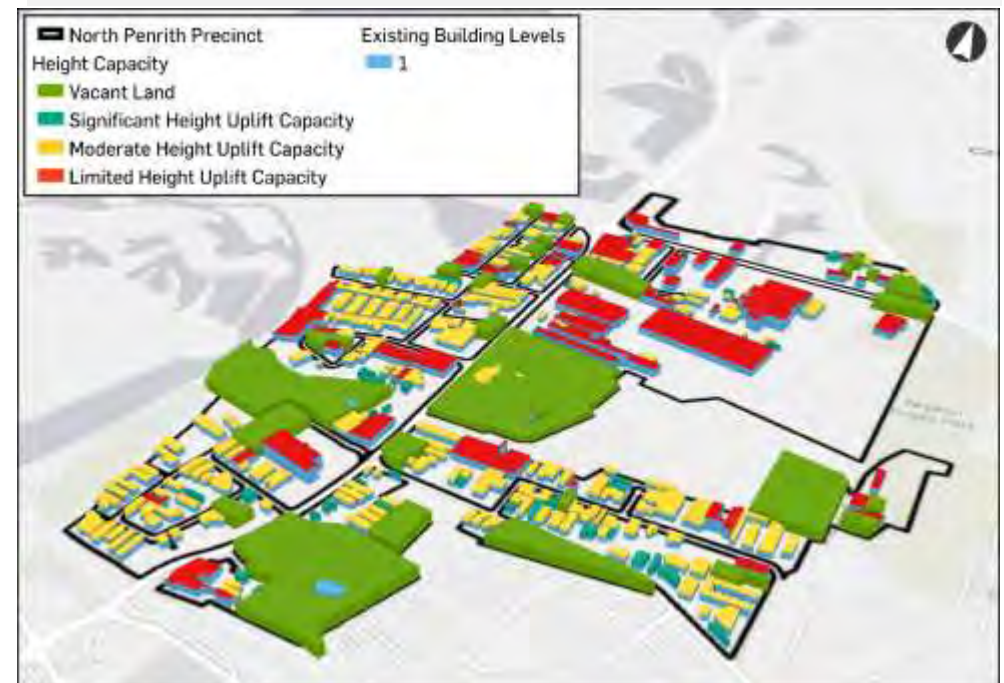 North Penrith Precinct
Height Capacity
Vacant Land
Significant Height Uplift Capacity
Moderate Height Uplift Capacity
Limited Height Uplift Capacity
Existing Building Levels
1